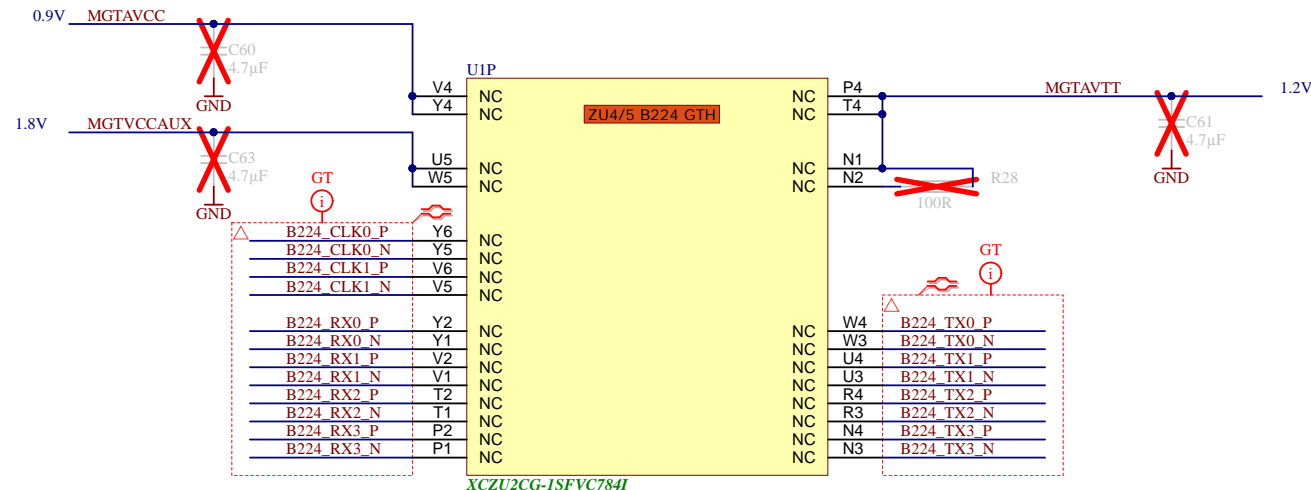 0.9V MGTAVCC
C60
4.7µF
GND
1.8V MGTVCCAUX
C63
4.7µF
GND
U1P
ZU4/5 B224 GTH
V4 NC
Y4 NC
U5 NC
W5 NC
GT
i
B224_CLK0_P Y6 NC
B224_CLK0_N Y5 NC
B224_CLK1_P V6 NC
B224_CLK1_N V5 NC
B224_RX0_P Y2 NC
B224_RX0_N Y1 NC
B224_RX1_P V2 NC
B224_RX1_N V1 NC
B224_RX2_P T2 NC
B224_RX2_N T1 NC
B224_RX3_P P2 NC
B224_RX3_N P1 NC
NC P4 MGTAVTT 1.2V
NC T4
C61
4.7µF
GND
NC N1
NC N2
R28
100R
GT
i
NC W4 B224_TX0_P
NC W3 B224_TX0_N
NC U4 B224_TX1_P
NC U3 B224_TX1_N
NC R4 B224_TX2_P
NC R3 B224_TX2_N
NC N4 B224_TX3_P
NC N3 B224_TX3_N
XCZU2CG-1SFVC784I